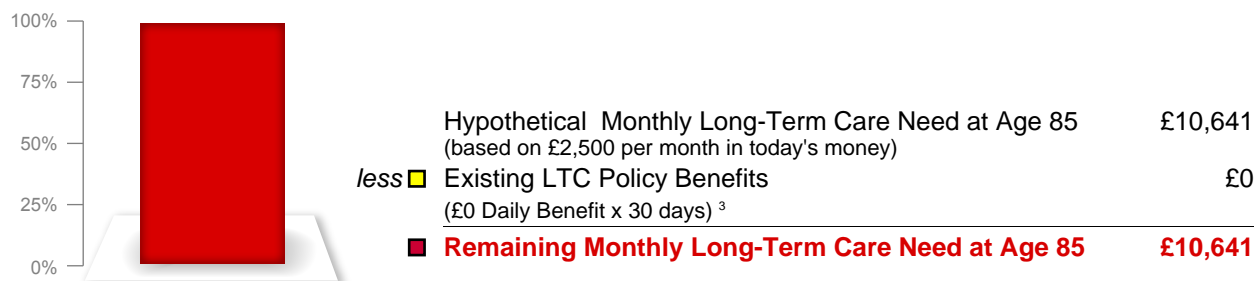 100%
75%
50%
25%
0%
Hypothetical Monthly Long-Term Care Need at Age 85 £10,641
(based on £2,500 per month in today's money)
less Existing LTC Policy Benefits £0
(£0 Daily Benefit x 30 days) 3
Remaining Monthly Long-Term Care Need at Age 85 £10,641